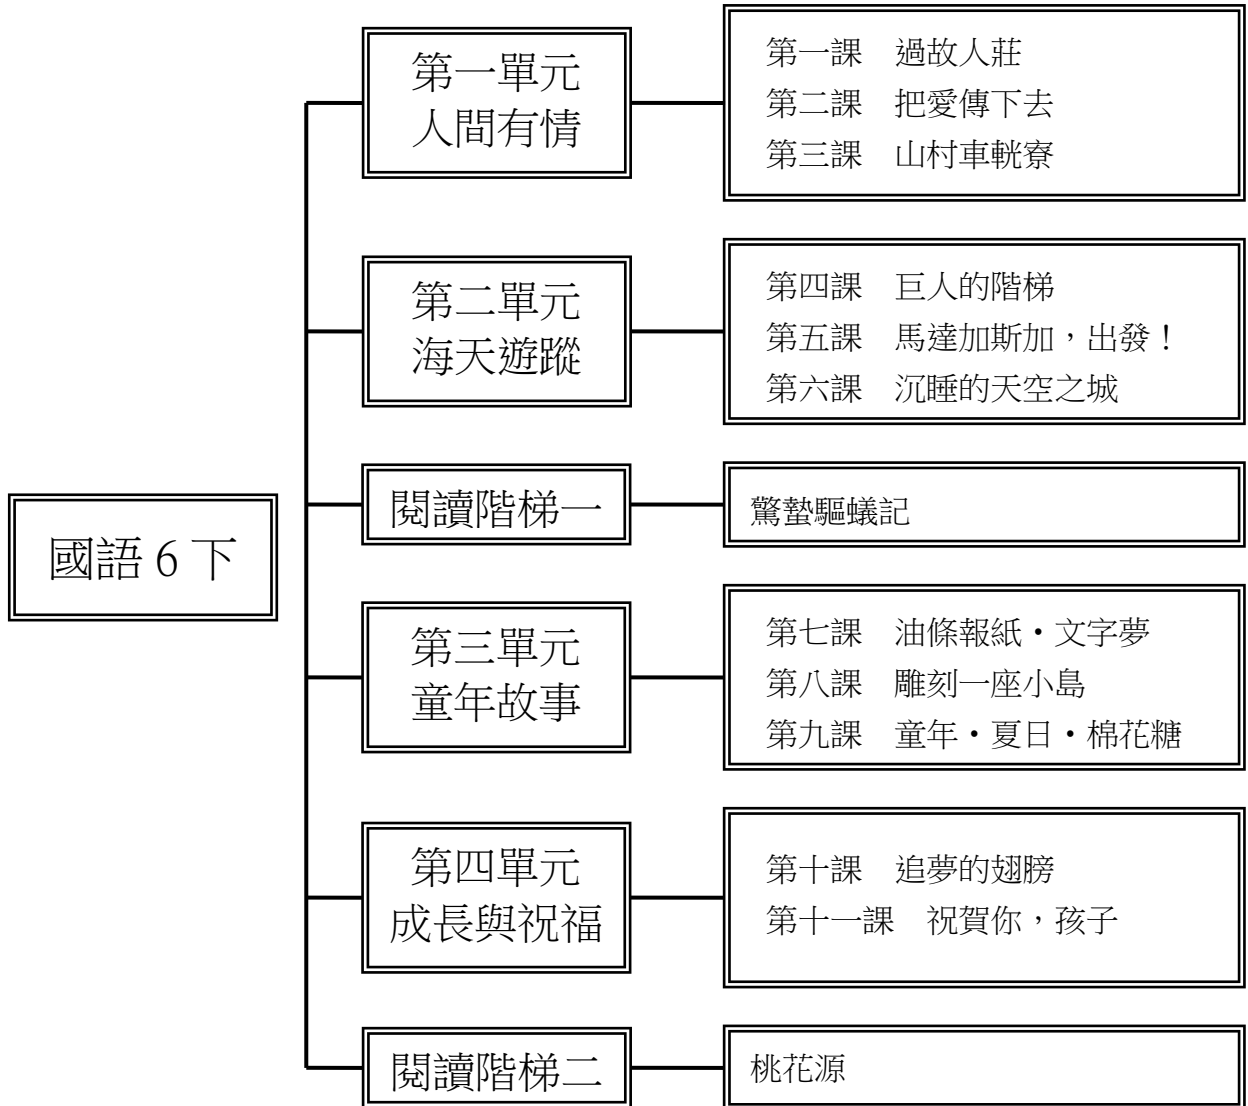 國語 6 下
第一單元
人間有情
第一課　過故人莊
第二課　把愛傳下去
第三課　山村車軏寮
第二單元
海天遊蹤
第四課　巨人的階梯
第五課　馬達加斯加，出發！
第六課　沉睡的天空之城
閱讀階梯一
驚蟄驅蟻記
第三單元
童年故事
第七課　油條報紙‧文字夢
第八課　雕刻一座小島
第九課　童年‧夏日‧棉花糖
第四單元
成長與祝福
第十課　追夢的翅膀
第十一課　祝賀你，孩子
閱讀階梯二
桃花源